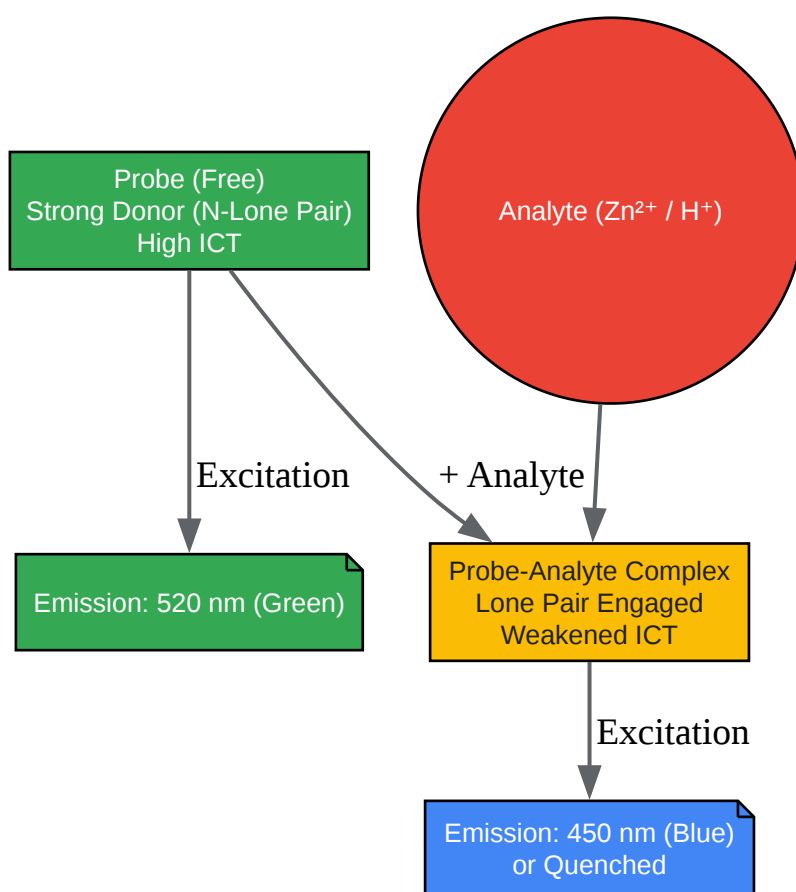 Probe (Free)
Strong Donor (N-Lone Pair)
High ICT
Analyte (Zn²⁺ / H⁺)
Excitation
+ Analyte
Emission: 520 nm (Green)
Probe-Analyte Complex
Lone Pair Engaged
Weakened ICT
Excitation
Emission: 450 nm (Blue)
or Quenched